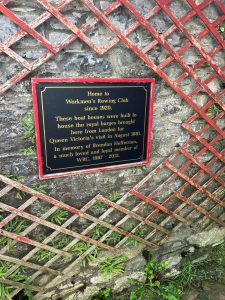 Home to
Workmen's Rowing Club
since 1920.
These boat houses were built to
house the royal barges brought
here from London for
Queen Victoria's visit in August 1861.
In memory of Brendan Heffernan,
a much loved and loyal member of
WRC. 1967 - 2013.